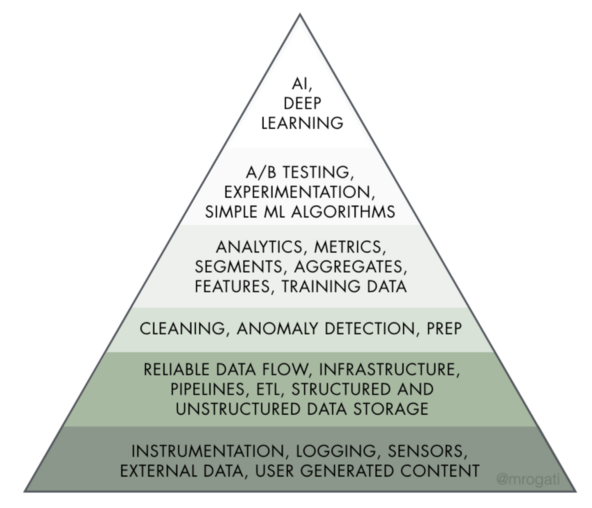 AI,
DEEP
LEARNING
A/B TESTING,
EXPERIMENTATION,
SIMPLE ML ALGORITHMS
ANALYTICS, METRICS,
SEGMENTS, AGGREGATES,
FEATURES, TRAINING DATA
CLEANING, ANOMALY DETECTION, PREP
RELIABLE DATA FLOW, INFRASTRUCTURE,
PIPELINES, ETL, STRUCTURED AND
UNSTRUCTURED DATA STORAGE
INSTRUMENTATION, LOGGING, SENSORS,
EXTERNAL DATA, USER GENERATED CONTENT
@mrogati